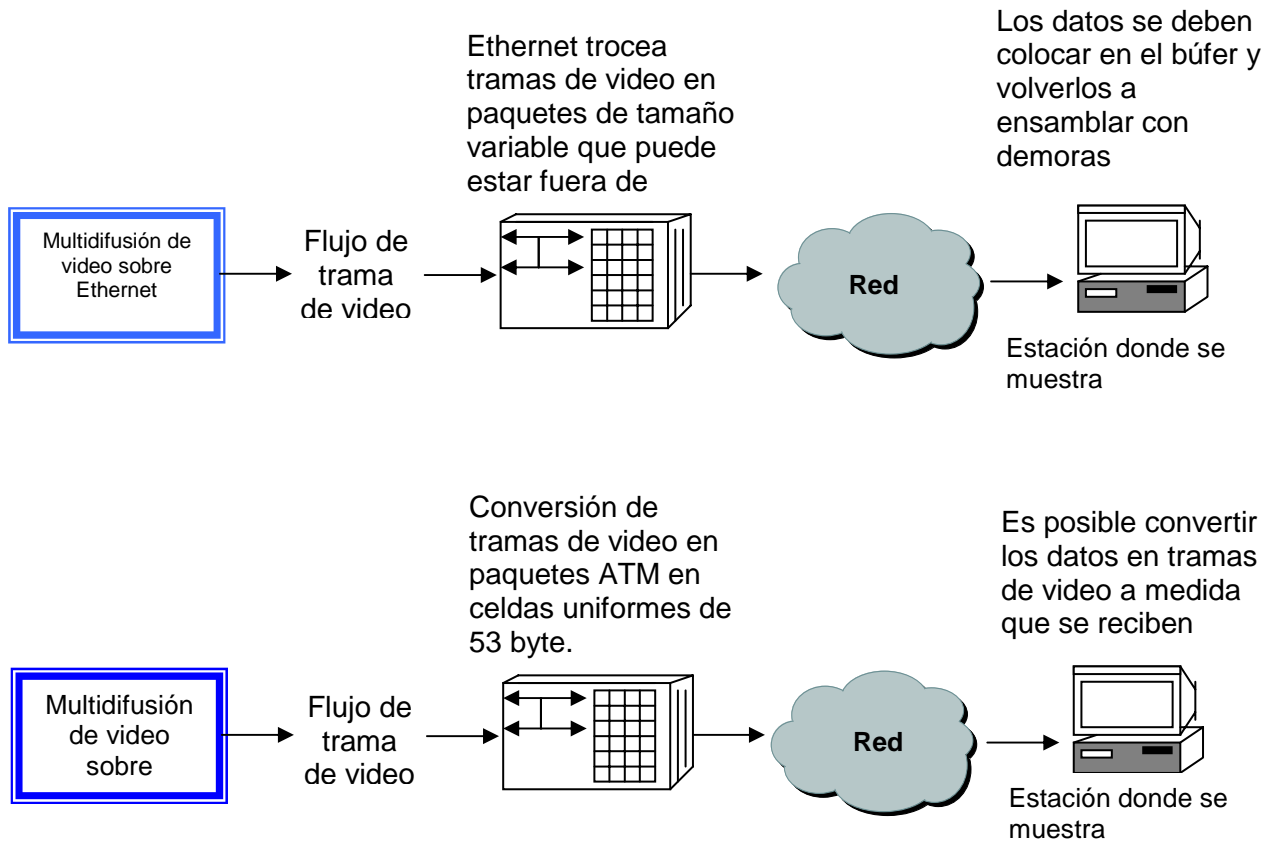 Ethernet trocea
tramas de video en
paquetes de tamaño
variable que puede
estar fuera de
Los datos se deben
colocar en el búfer y
volverlos a
ensamblar con
demoras
Multidifusión de
video sobre
Ethernet
Flujo de
trama
de video
Red
Estación donde se
muestra
Conversión de
tramas de video en
paquetes ATM en
celdas uniformes de
53 byte.
Es posible convertir
los datos en tramas
de video a medida
que se reciben
Multidifusión
de video
sobre
Flujo de
trama
de video
Red
Estación donde se
muestra